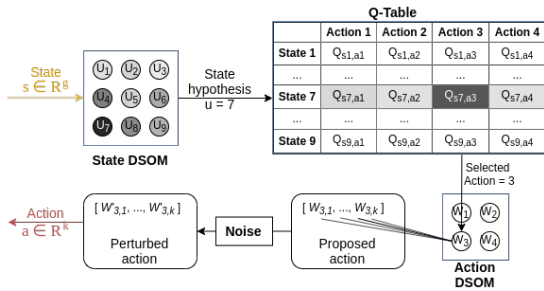 Q-Table
Action 1 Action 2 Action 3 Action 4
State 1 Qs1,a1 Qs1,a2 Qs1,a3 Qs1,a4
... ... ... ... ...
State 7 Qs7,a1 Qs7,a2 Qs7,a3 Qs7,a4
... ... ... ... ...
State 9 Qs9,a1 Qs9,a2 Qs9,a3 Qs9,a4
State
s ∈ R^g
U1 U2 U3
U4 U5 U6
U7 U8 U9
State DSOM
State
hypothesis
u = 7
Selected
Action = 3
W1 W2
W3 W4
Action
DSOM
[ W3,1, ..., W3,k ]
Proposed
action
Noise
[ W'3,1, ..., W'3,k ]
Perturbed
action
Action
a ∈ R^k